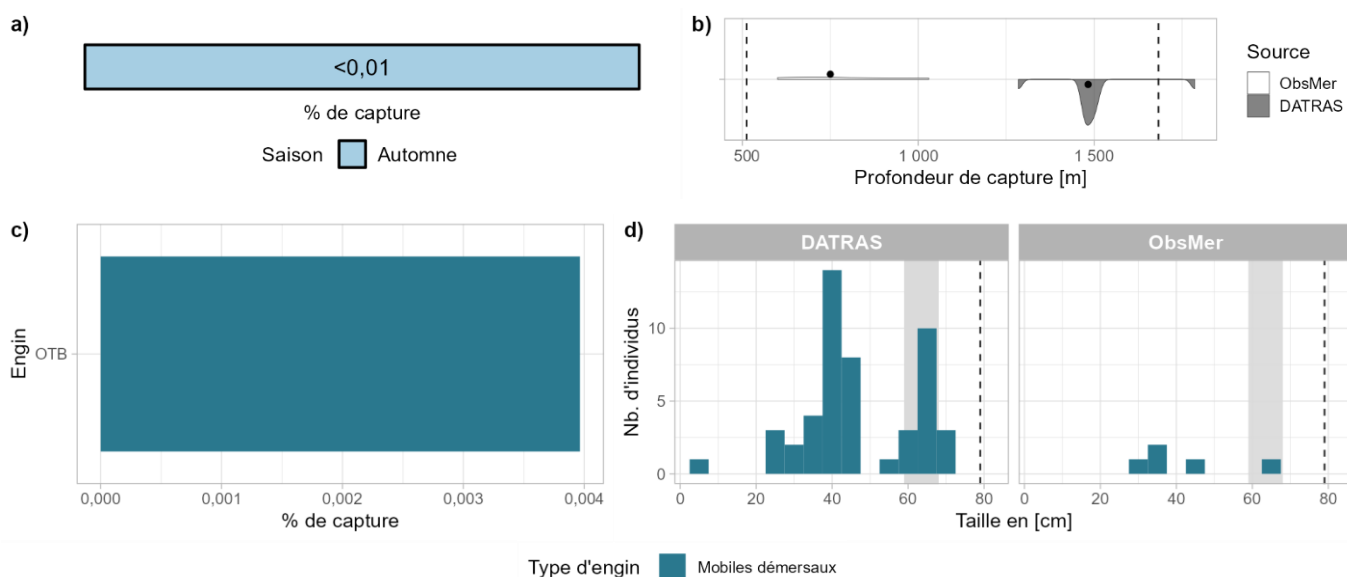 a)
<0,01
% de capture
Saison Automne
b)
500 1 000 1 500
Profondeur de capture [m]
Source
ObsMer
DATRAS
c)
Engin
OTB
0,000 0,001 0,002 0,003 0,004
% de capture
d)
DATRAS ObsMer
Nb. d'individus
10
5
0
0 20 40 60 80 0 20 40 60 80
Taille en [cm]
Type d'engin Mobiles démersaux